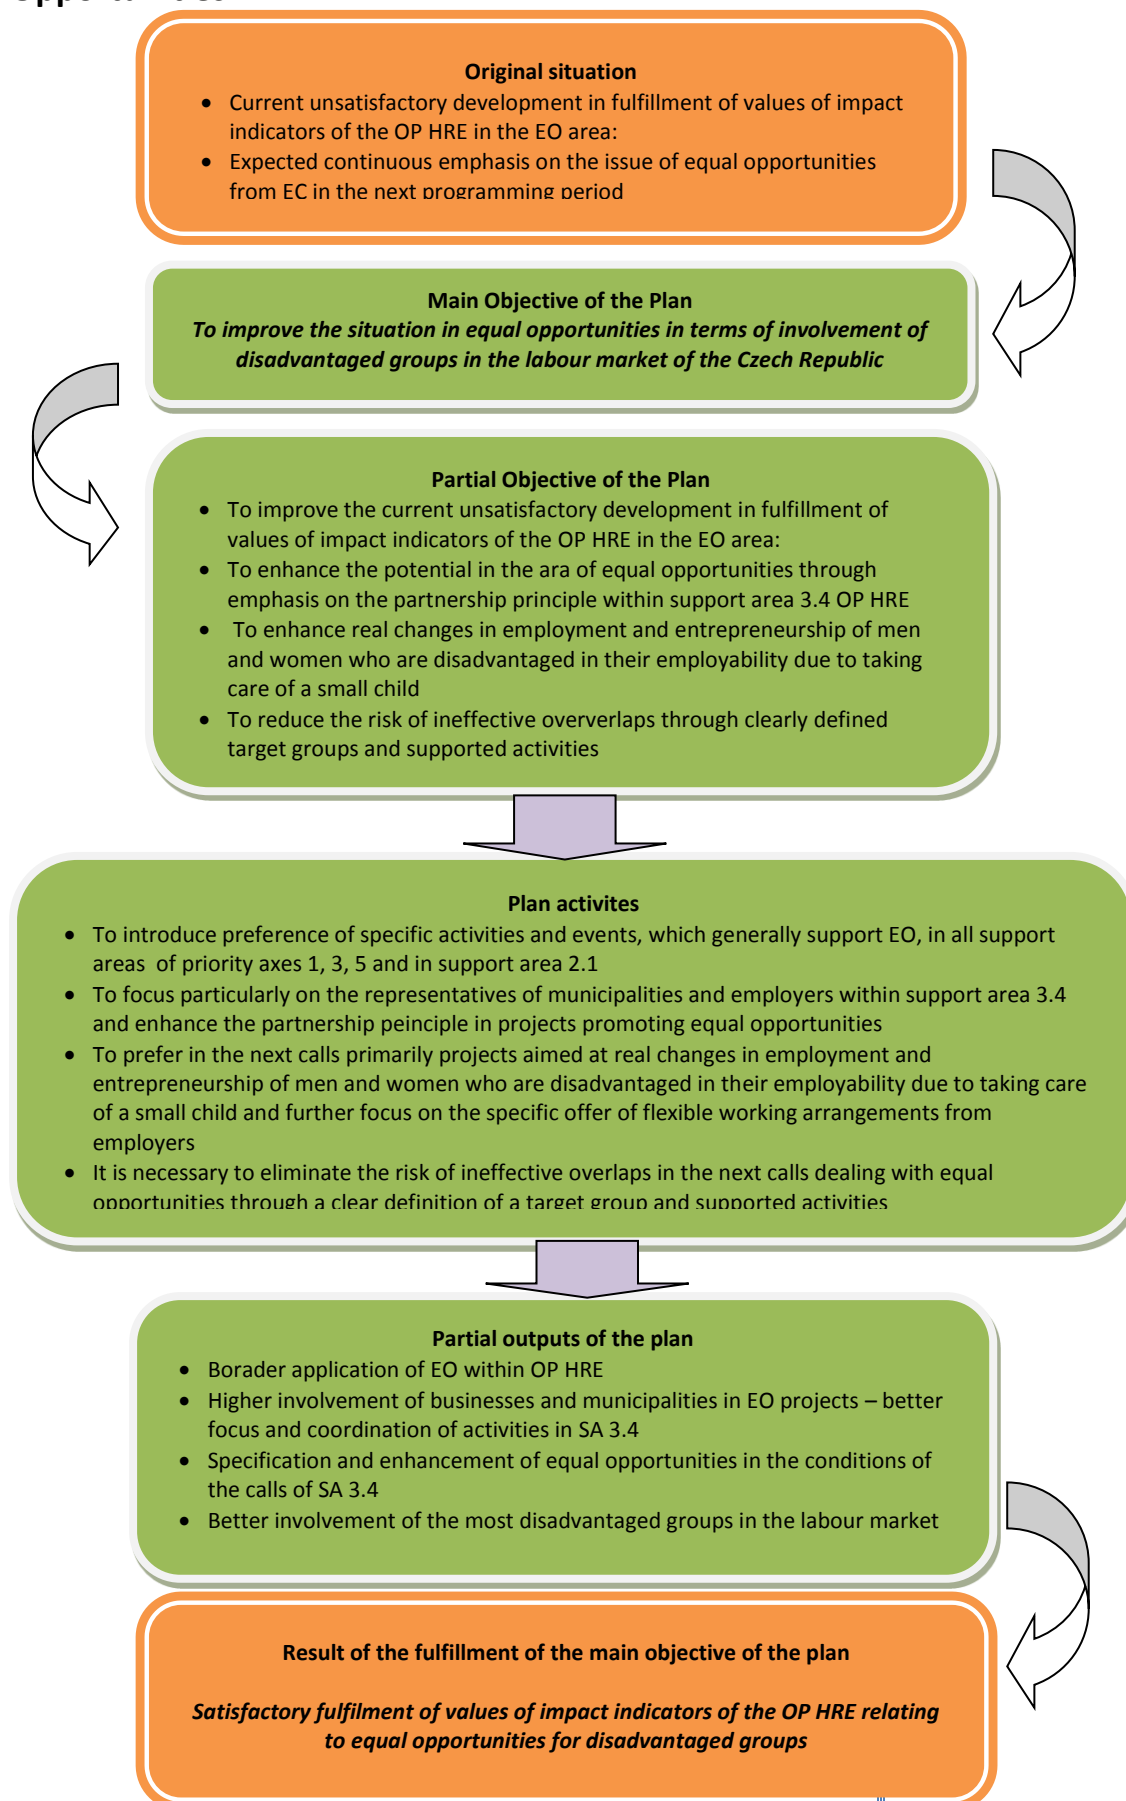 Original situation
• Current unsatisfactory development in fulfillment of values of impact
indicators of the OP HRE in the EO area:
• Expected continuous emphasis on the issue of equal opportunities
from EC in the next programming period
Main Objective of the Plan
To improve the situation in equal opportunities in terms of involvement of
disadvantaged groups in the labour market of the Czech Republic
Partial Objective of the Plan
• To improve the current unsatisfactory development in fulfillment of
values of impact indicators of the OP HRE in the EO area:
• To enhance the potential in the ara of equal opportunities through
emphasis on the partnership principle within support area 3.4 OP HRE
• To enhance real changes in employment and entrepreneurship of men
and women who are disadvantaged in their employability due to taking
care of a small child
• To reduce the risk of ineffective oververlaps through clearly defined
target groups and supported activities
Plan activites
• To introduce preference of specific activities and events, which generally support EO, in all support
areas of priority axes 1, 3, 5 and in support area 2.1
• To focus particularly on the representatives of municipalities and employers within support area 3.4
and enhance the partnership peinciple in projects promoting equal opportunities
• To prefer in the next calls primarily projects aimed at real changes in employment and
entrepreneurship of men and women who are disadvantaged in their employability due to taking care
of a small child and further focus on the specific offer of flexible working arrangements from
employers
• It is necessary to eliminate the risk of ineffective overlaps in the next calls dealing with equal
opportunities through a clear definition of a target group and supported activities
Partial outputs of the plan
• Borader application of EO within OP HRE
• Higher involvement of businesses and municipalities in EO projects – better
focus and coordination of activities in SA 3.4
• Specification and enhancement of equal opportunities in the conditions of
the calls of SA 3.4
• Better involvement of the most disadvantaged groups in the labour market
Result of the fulfillment of the main objective of the plan
Satisfactory fulfilment of values of impact indicators of the OP HRE relating
to equal opportunities for disadvantaged groups